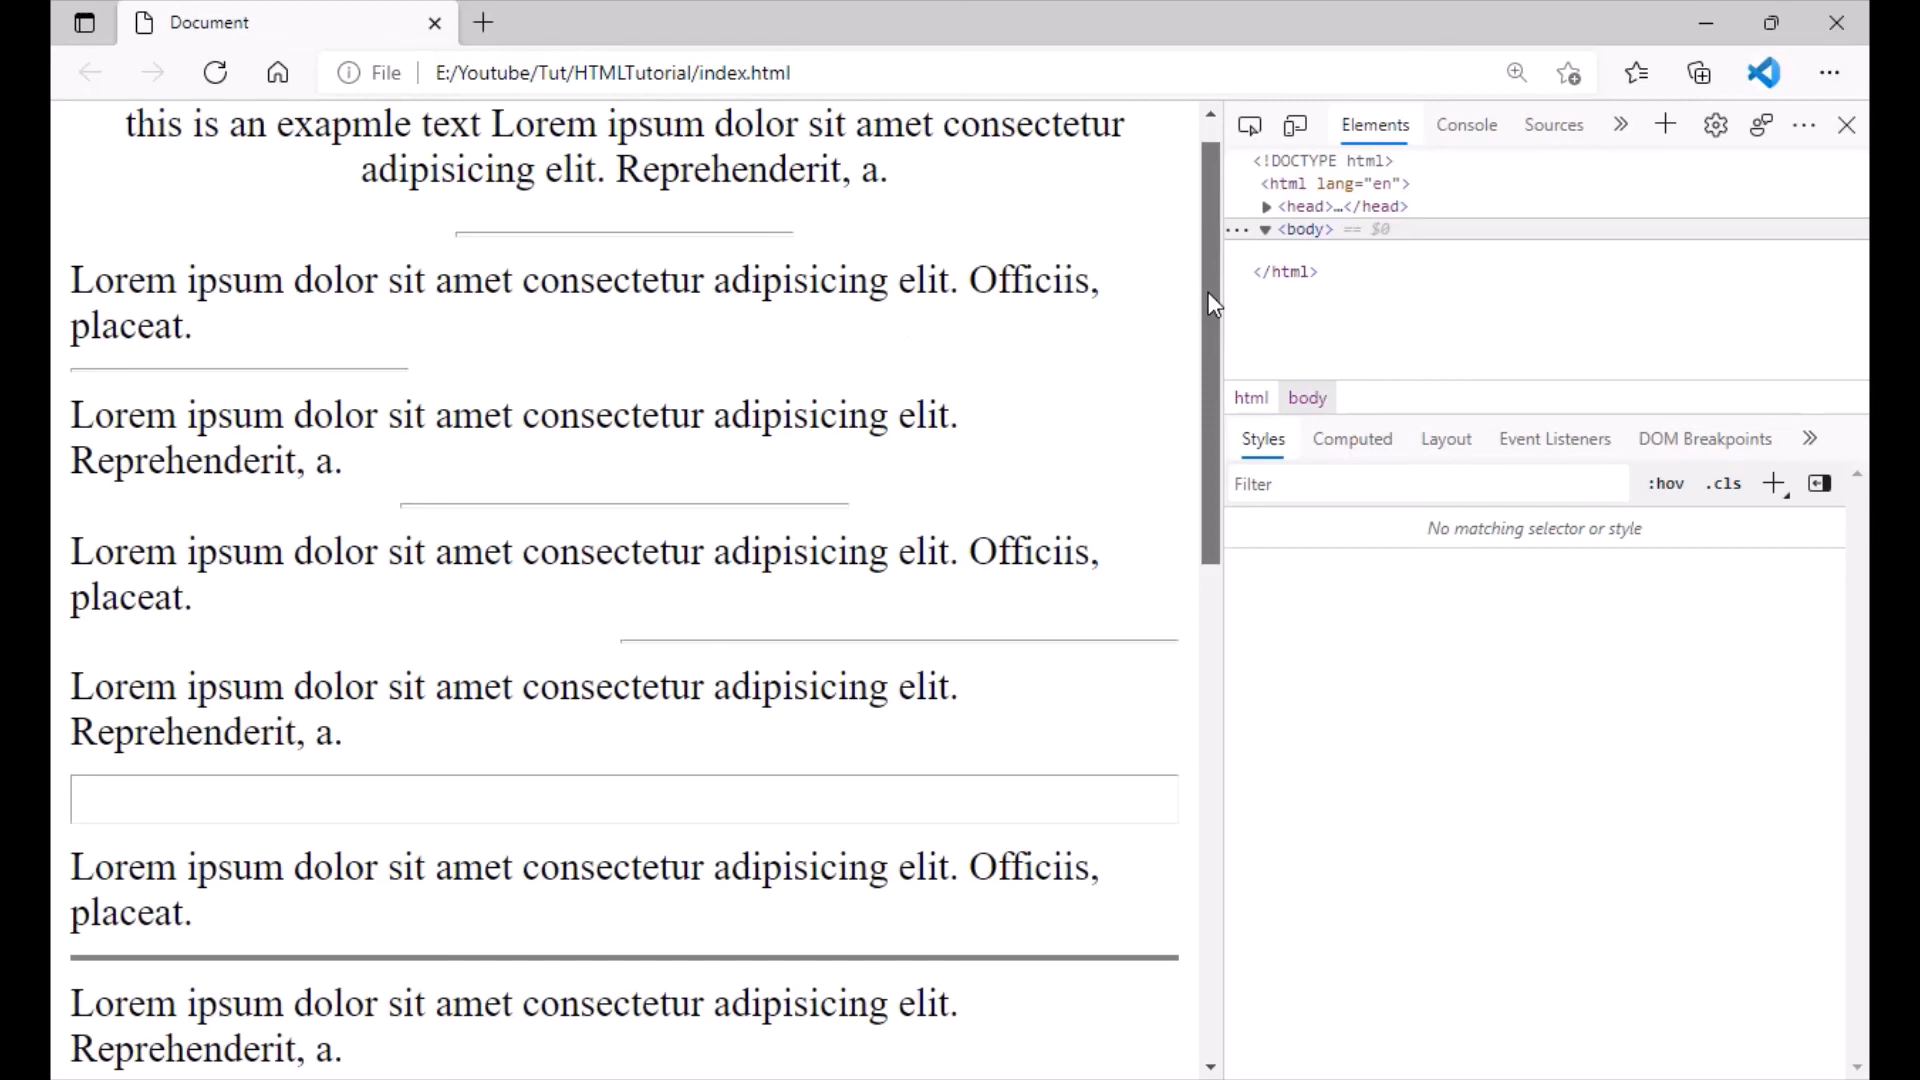 Document
File
E:/Youtube/Tut/HTMLTutorial/index.html
this is an exapmle text Lorem ipsum dolor sit amet consectetur
adipisicing elit. Reprehenderit, a.
Lorem ipsum dolor sit amet consectetur adipisicing elit. Officiis,
placeat.
Lorem ipsum dolor sit amet consectetur adipisicing elit.
Reprehenderit, a.
Lorem ipsum dolor sit amet consectetur adipisicing elit. Officiis,
placeat.
Lorem ipsum dolor sit amet consectetur adipisicing elit.
Reprehenderit, a.
Lorem ipsum dolor sit amet consectetur adipisicing elit. Officiis,
placeat.
Lorem ipsum dolor sit amet consectetur adipisicing elit.
Reprehenderit, a.
Elements Console Sources
<!DOCTYPE html>
<html lang="en">
<head>…</head>
<body> == $0
</html>
html body
Styles Computed Layout Event Listeners DOM Breakpoints
Filter :hov .cls
No matching selector or style